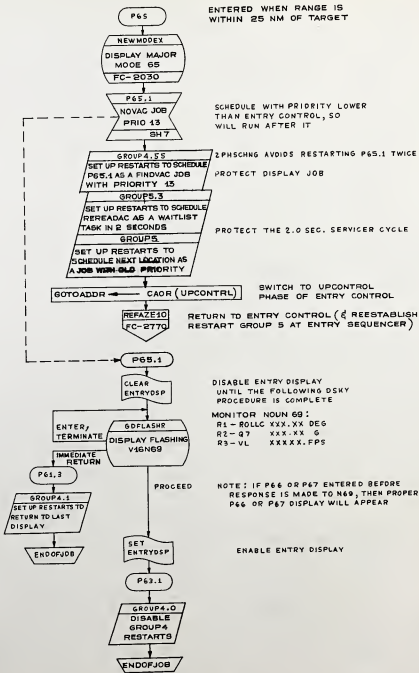 P65
ENTERED WHEN RANGE IS
WITHIN 25 NM OF TARGET
NEWMODEX
DISPLAY MAJOR
MODE 65
FC-2030
P65.1
NOVAC JOB
PRIO 13
SH7
SCHEDULE WITH PRIORITY LOWER
THAN ENTRY CONTROL, SO
WILL RUN AFTER IT
GROUP4.5S
SET UP RESTARTS TO SCHEDULE
P65.1 AS A FINDVAC JOB
WITH PRIORITY 13
2PHSCHNG AVOIDS RESTARTING P65.1 TWICE
PROTECT DISPLAY JOB
GROUP5.3
SET UP RESTARTS TO SCHEDULE
REREADAC AS A WAITLIST
TASK IN 2 SECONDS
PROTECT THE 2.0 SEC. SERVICER CYCLE
GROUP5
SET UP RESTARTS TO
SCHEDULE NEXT LOCATION AS
A JOB WITH OLD PRIORITY
GOTOADDR CADR (UPCONTRL)
SWITCH TO UPCONTROL
PHASE OF ENTRY CONTROL
REFAZE10
FC-2770
RETURN TO ENTRY CONTROL (& REESTABLISH
RESTART GROUP 5 AT ENTRY SEQUENCER)
P65.1
CLEAR
ENTRYDSP
DISABLE ENTRY DISPLAY
UNTIL THE FOLLOWING DSKY
PROCEDURE IS COMPLETE
ENTER,
TERMINATE
GOFLASHR
DISPLAY FLASHING
V16N69
MONITOR NOUN 69:
R1-ROLLC XXX.XX DEG
R2-Q7 XXX.XX G
R3-VL XXXXX.FPS
IMMEDIATE
RETURN
P61.3
GROUP4.1
SET UP RESTARTS TO
RETURN TO LAST
DISPLAY
ENDOFJOB
PROCEED
NOTE: IF P66 OR P67 ENTERED BEFORE
RESPONSE IS MADE TO N69, THEN PROPER
P66 OR P67 DISPLAY WILL APPEAR
SET
ENTRYDSP
ENABLE ENTRY DISPLAY
P63.1
GROUP4.0
DISABLE
GROUP4
RESTARTS
ENDOFJOB